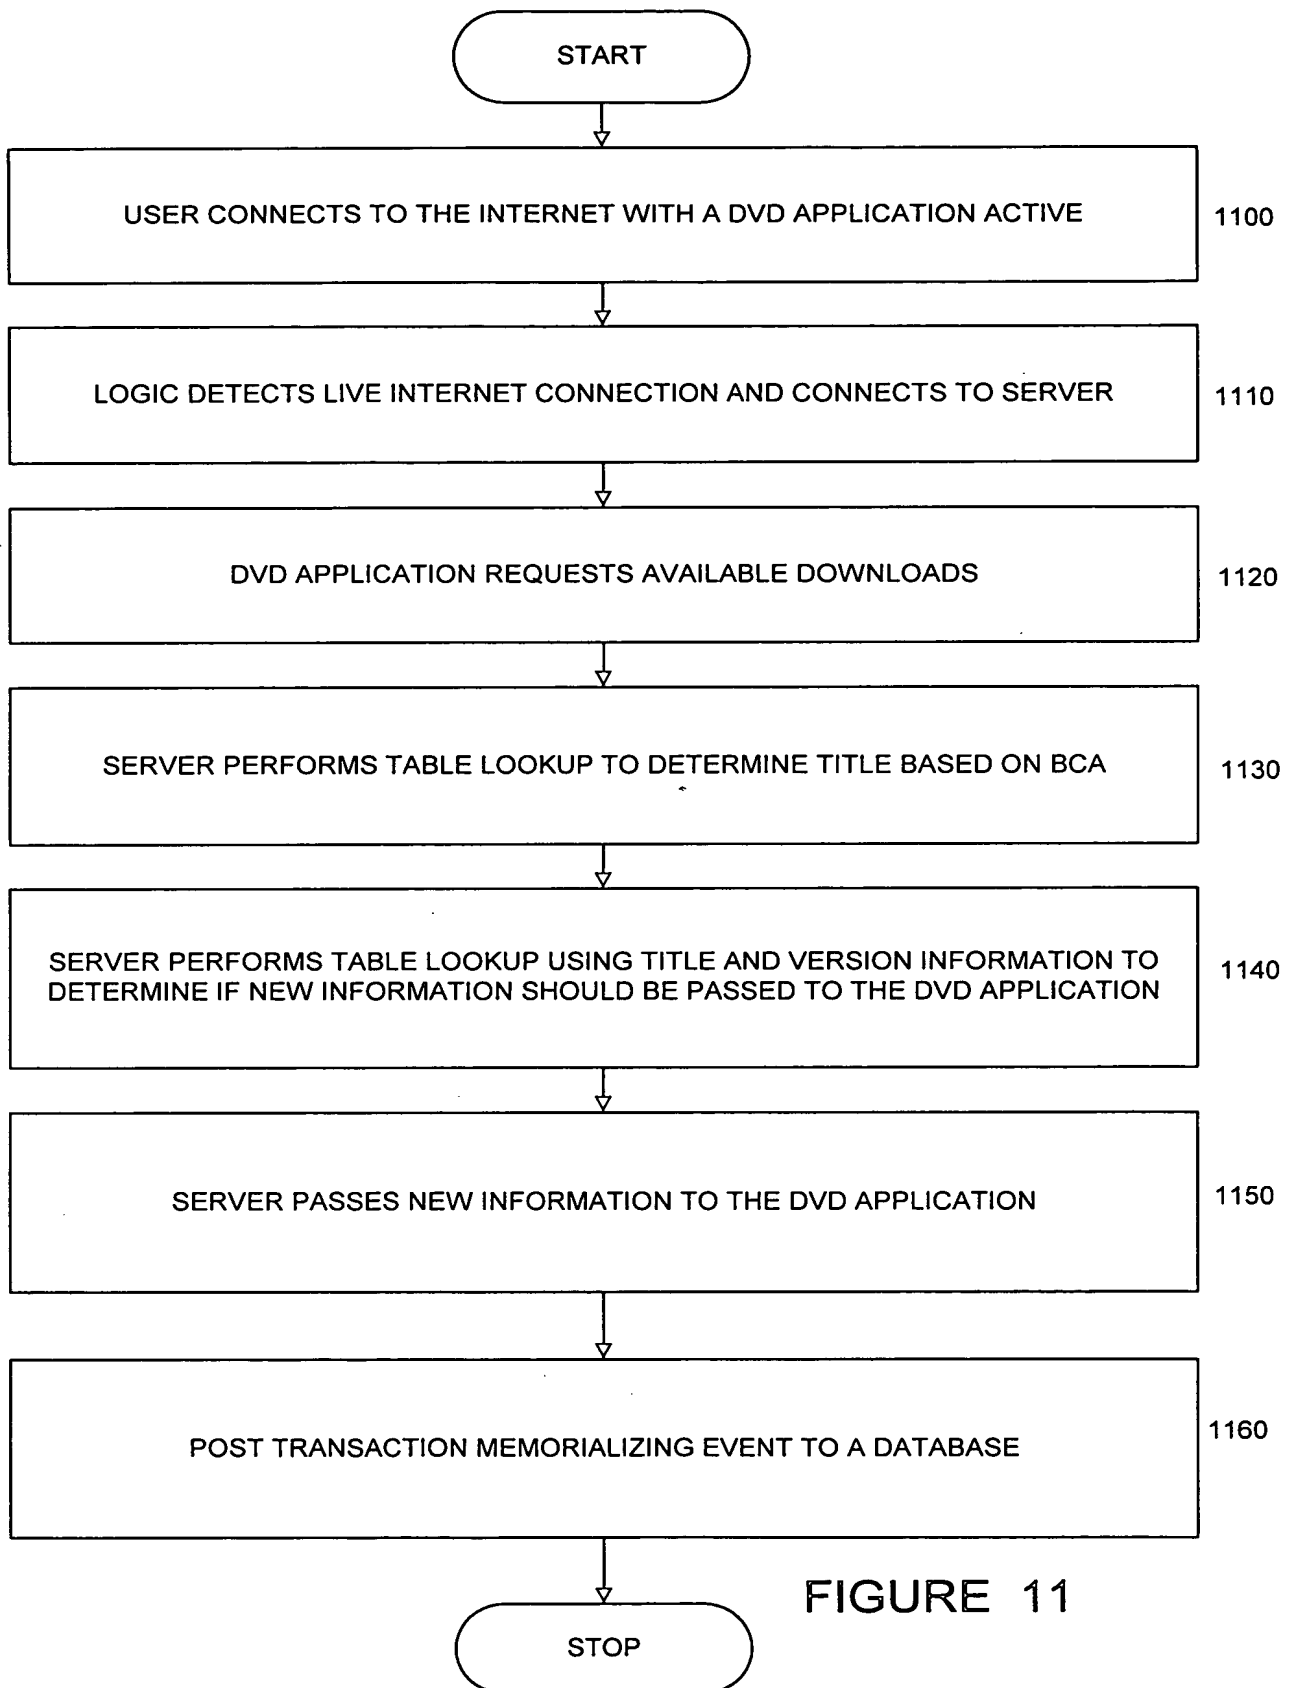 START
USER CONNECTS TO THE INTERNET WITH A DVD APPLICATION ACTIVE
1100
LOGIC DETECTS LIVE INTERNET CONNECTION AND CONNECTS TO SERVER
1110
DVD APPLICATION REQUESTS AVAILABLE DOWNLOADS
1120
SERVER PERFORMS TABLE LOOKUP TO DETERMINE TITLE BASED ON BCA
1130
SERVER PERFORMS TABLE LOOKUP USING TITLE AND VERSION INFORMATION TO
DETERMINE IF NEW INFORMATION SHOULD BE PASSED TO THE DVD APPLICATION
1140
SERVER PASSES NEW INFORMATION TO THE DVD APPLICATION
1150
POST TRANSACTION MEMORIALIZING EVENT TO A DATABASE
1160
FIGURE 11
STOP